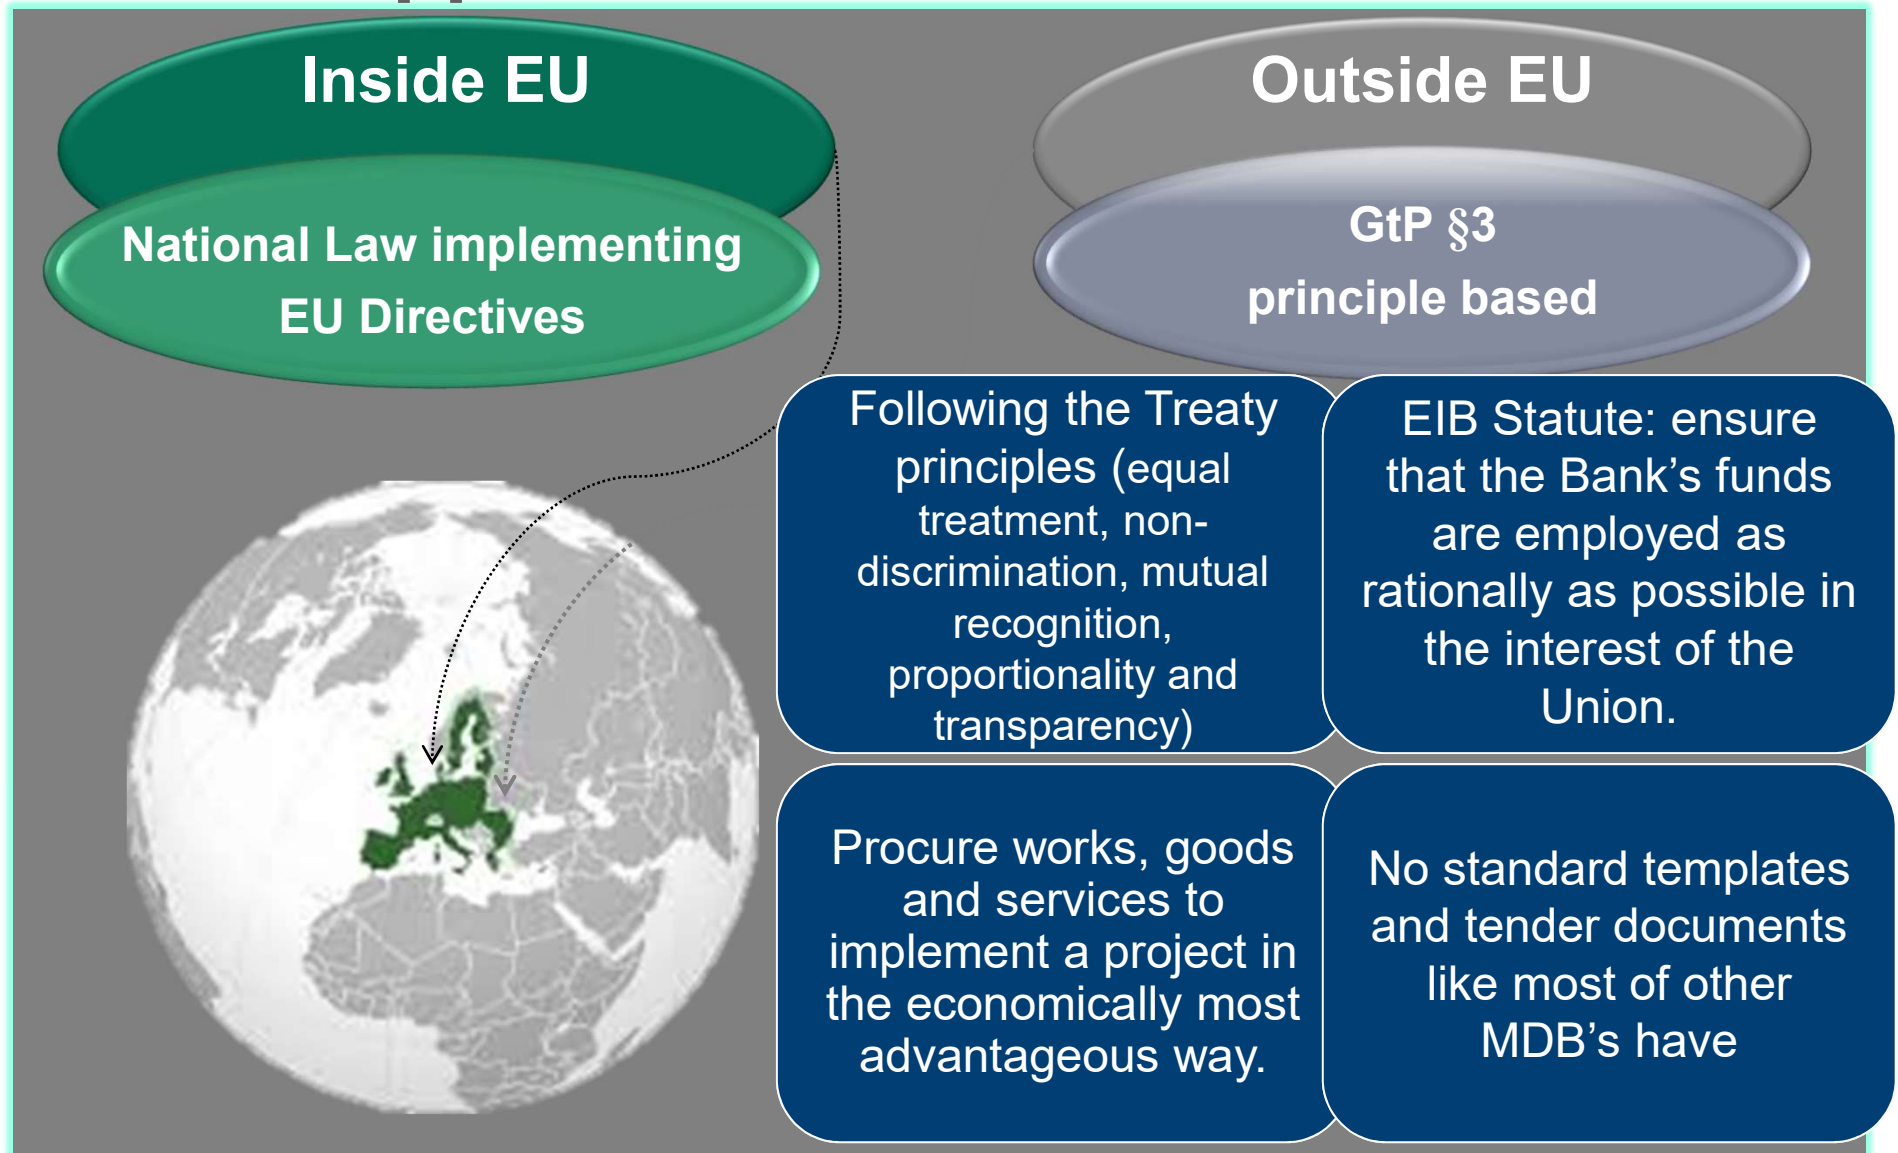 Inside EU
National Law implementing
EU Directives
Outside EU
GtP §3
principle based
Following the Treaty
principles (equal
treatment, non-
discrimination, mutual
recognition,
proportionality and
transparency)
EIB Statute: ensure
that the Bank’s funds
are employed as
rationally as possible in
the interest of the
Union.
Procure works, goods
and services to
implement a project in
the economically most
advantageous way.
No standard templates
and tender documents
like most of other
MDB’s have